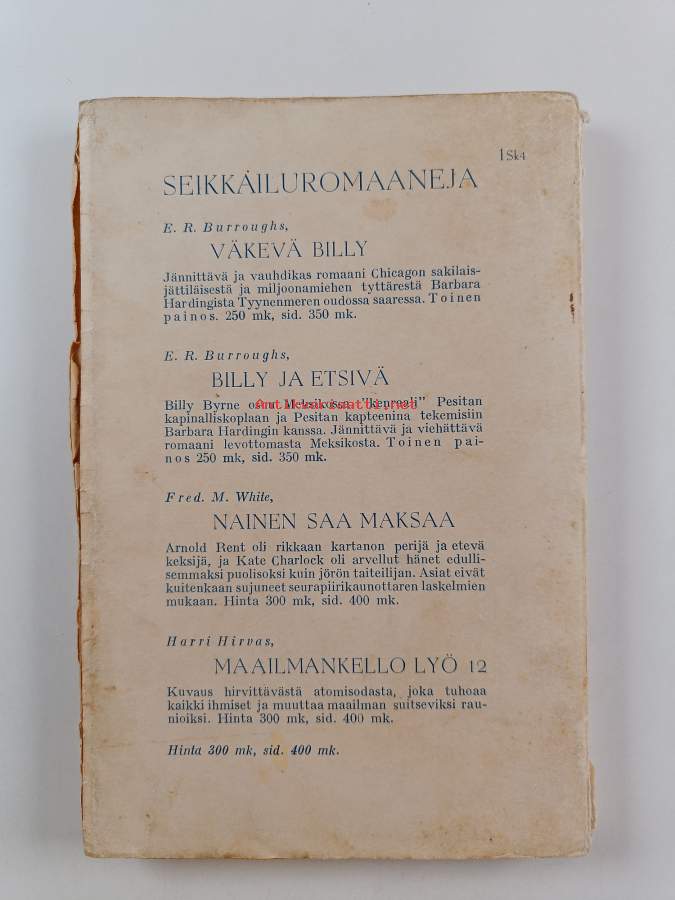 1 Sk4
SEIKKAILUROMAANEJA
E. R. Burroughs,
VÄKEVÄ BILLY
Jännittävä ja vauhdikas romaani Chicagon sakilais-
jättiläisestä ja miljoonamiehen tyttärestä Barbara
Hardingista Tyynenmeren oudossa saaressa. Toinen
painos. 250 mk, sid. 350 mk.
E. R. Burroughs,
BILLY JA ETSIVÄ
Antikvariaatti.net
Billy Byrne osuu Meksikossa "kenraali" Pesitan
kapinalliskoplaan ja Pesitan kapteenina tekemisiin
Barbara Hardingin kanssa. Jännittävä ja viehättävä
romaani levottomasta Meksikosta. Toinen pai-
nos 250 mk, sid. 350 mk.
Fred. M. White,
NAINEN SAA MAKSAA
Arnold Rent oli rikkaan kartanon perijä ja etevä
keksijä, ja Kate Charlock oli arvellut hänet edulli-
semmaksi puolisoksi kuin jörön taiteilijan. Asiat eivät
kuitenkaan sujuneet seurapiirikaunottaren laskelmien
mukaan. Hinta 300 mk, sid. 400 mk.
Harri Hirvas,
MAAILMANKELLO LYÖ 12
Kuvaus hirvittävästä atomisodasta, joka tuhoaa
kaikki ihmiset ja muuttaa maailman suitseviksi rau-
nioiksi. Hinta 300 mk, sid. 400 mk.
Hinta 300 mk, sid. 400 mk.